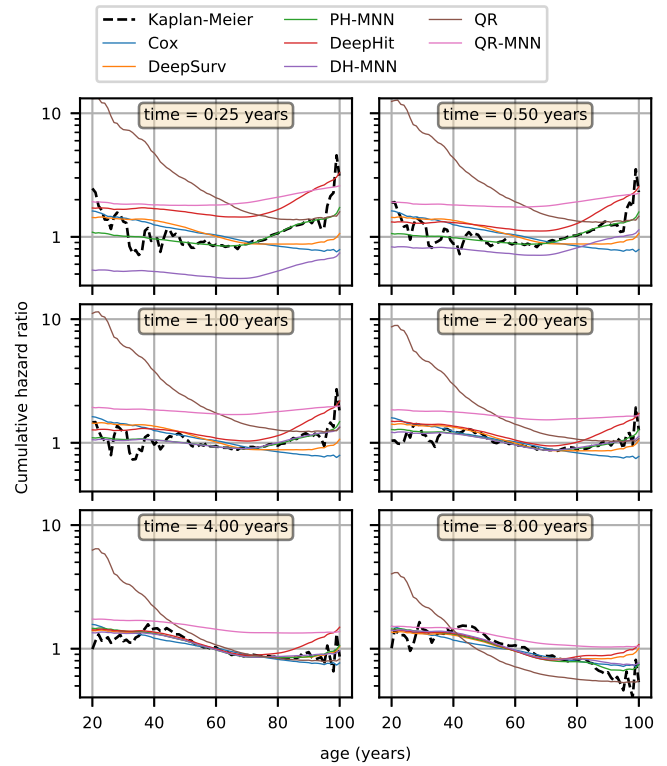 Kaplan-Meier
Cox
DeepSurv
PH-MNN
DeepHit
DH-MNN
QR
QR-MNN
time = 0.25 years
time = 0.50 years
10
1
time = 1.00 years
time = 2.00 years
10
1
time = 4.00 years
time = 8.00 years
10
1
20 40 60 80 100
20 40 60 80 100
Cumulative hazard ratio
age (years)